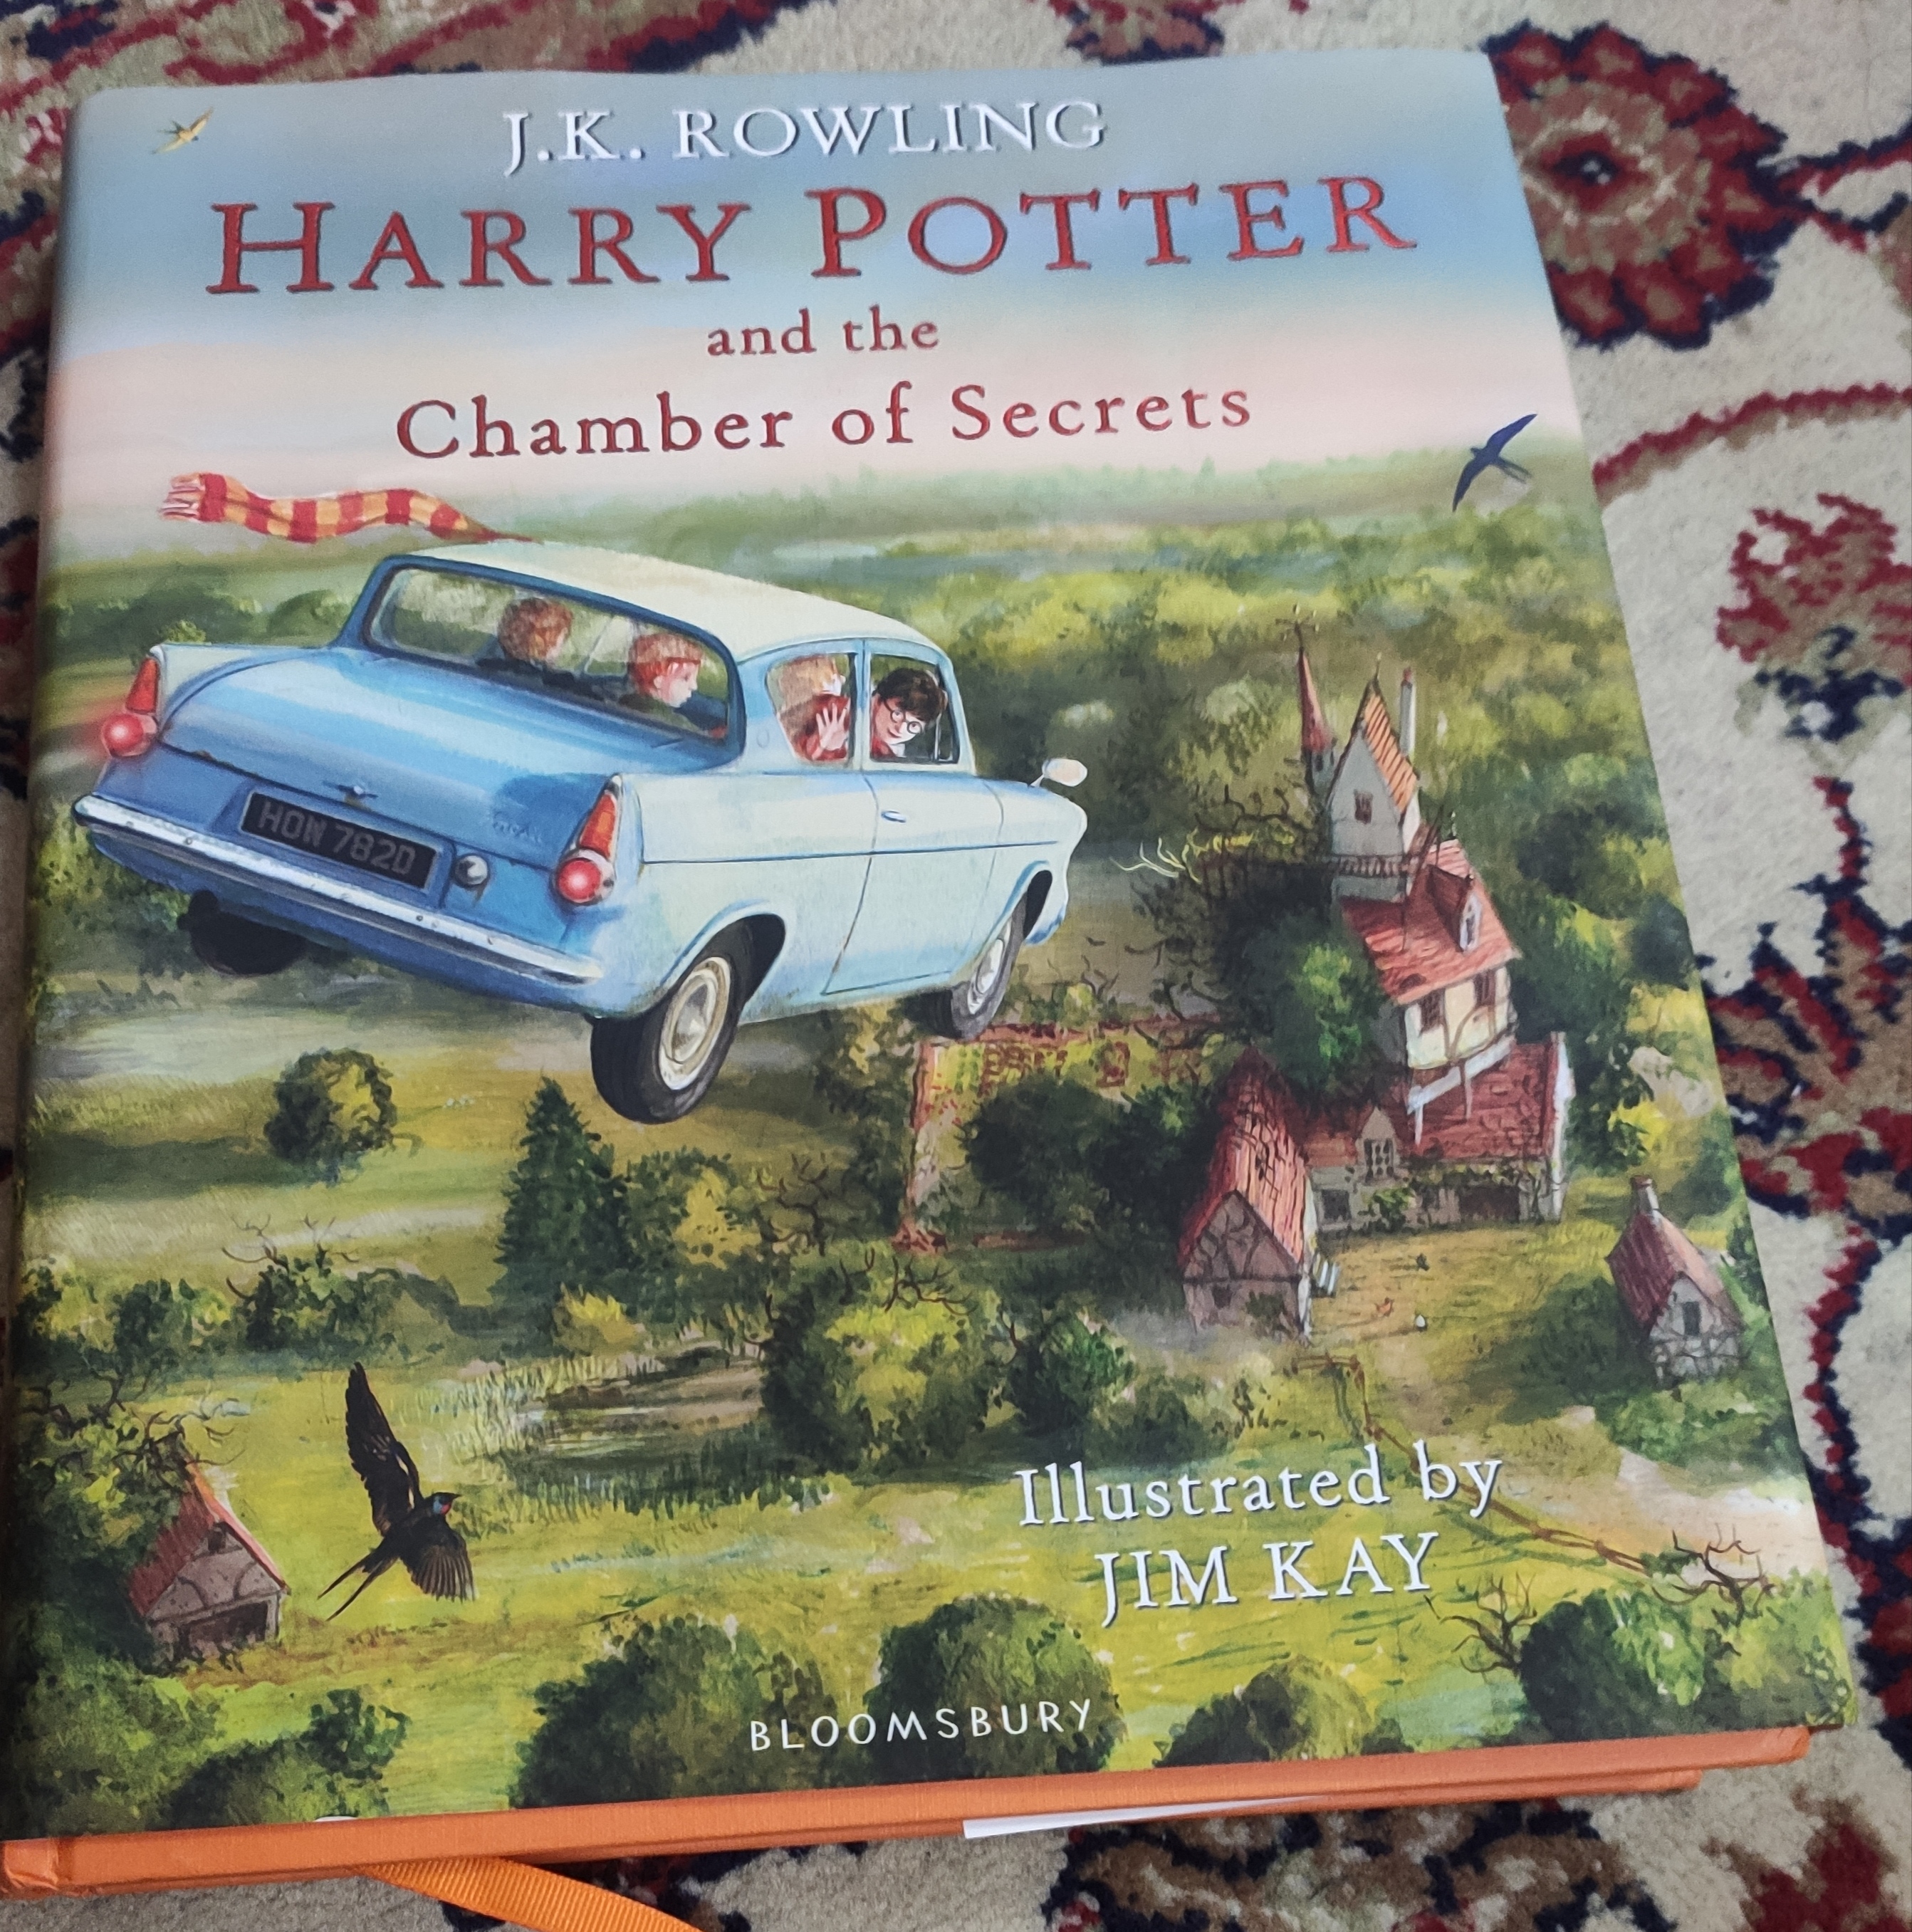 J.K. ROWLING
HARRY POTTER
and the
Chamber of Secrets
HOW 782D
Illustrated by
JIM KAY
BLOOMSBURY